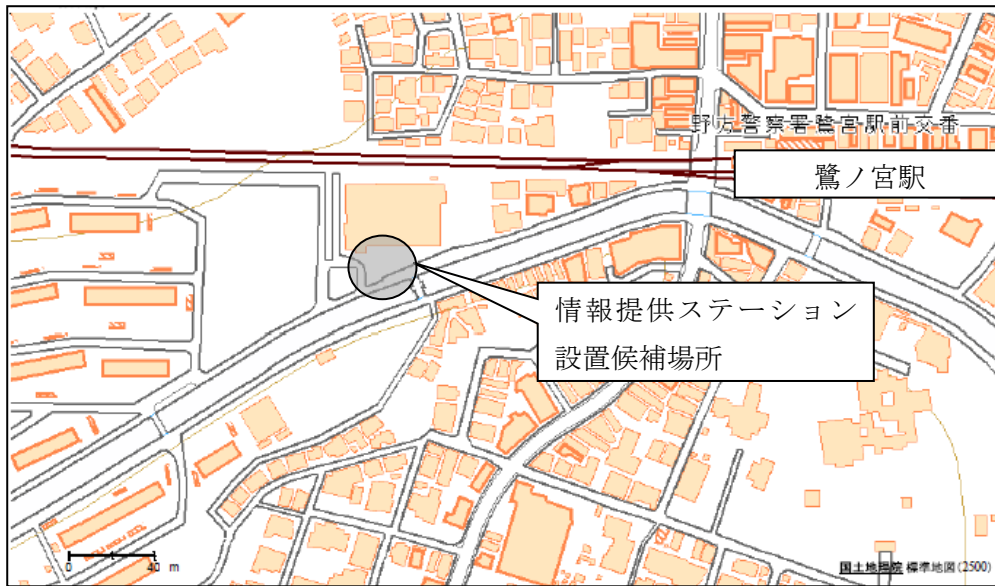 野方警察署鷺宮駅前交番
鷺ノ宮駅
情報提供ステーション
設置候補場所
0 40 m
国土地理院 標準地図(2500)